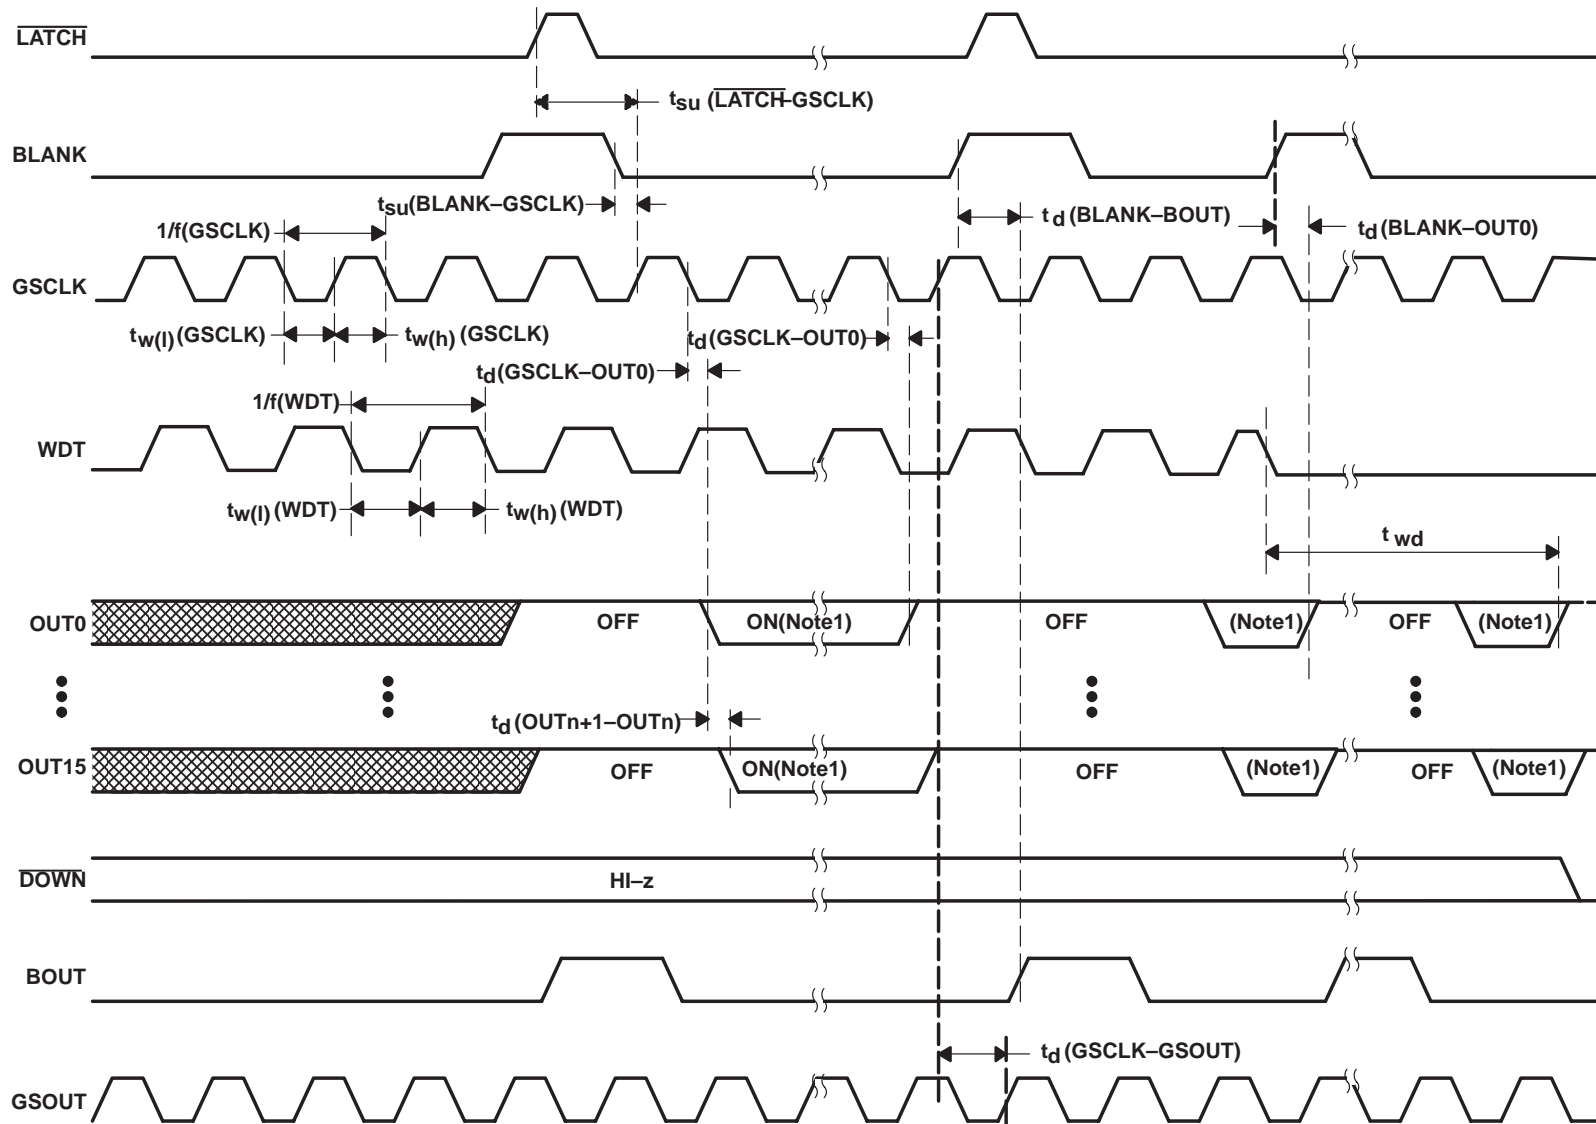 LATCH
tsu (LATCH-GSCLK)
BLANK
tsu(BLANK–GSCLK)
td (BLANK–BOUT)
1/f(GSCLK)
td (BLANK–OUT0)
GSCLK
tw(l) (GSCLK)
tw(h) (GSCLK)
td(GSCLK–OUT0)
td(GSCLK–OUT0)
1/f(WDT)
WDT
tw(l) (WDT)
tw(h) (WDT)
t wd
OUT0 OFF ON(Note1) OFF (Note1) OFF (Note1)
td (OUTn+1–OUTn)
OUT15 OFF ON(Note1) OFF (Note1) OFF (Note1)
DOWN HI–z
BOUT
td (GSCLK–GSOUT)
GSOUT